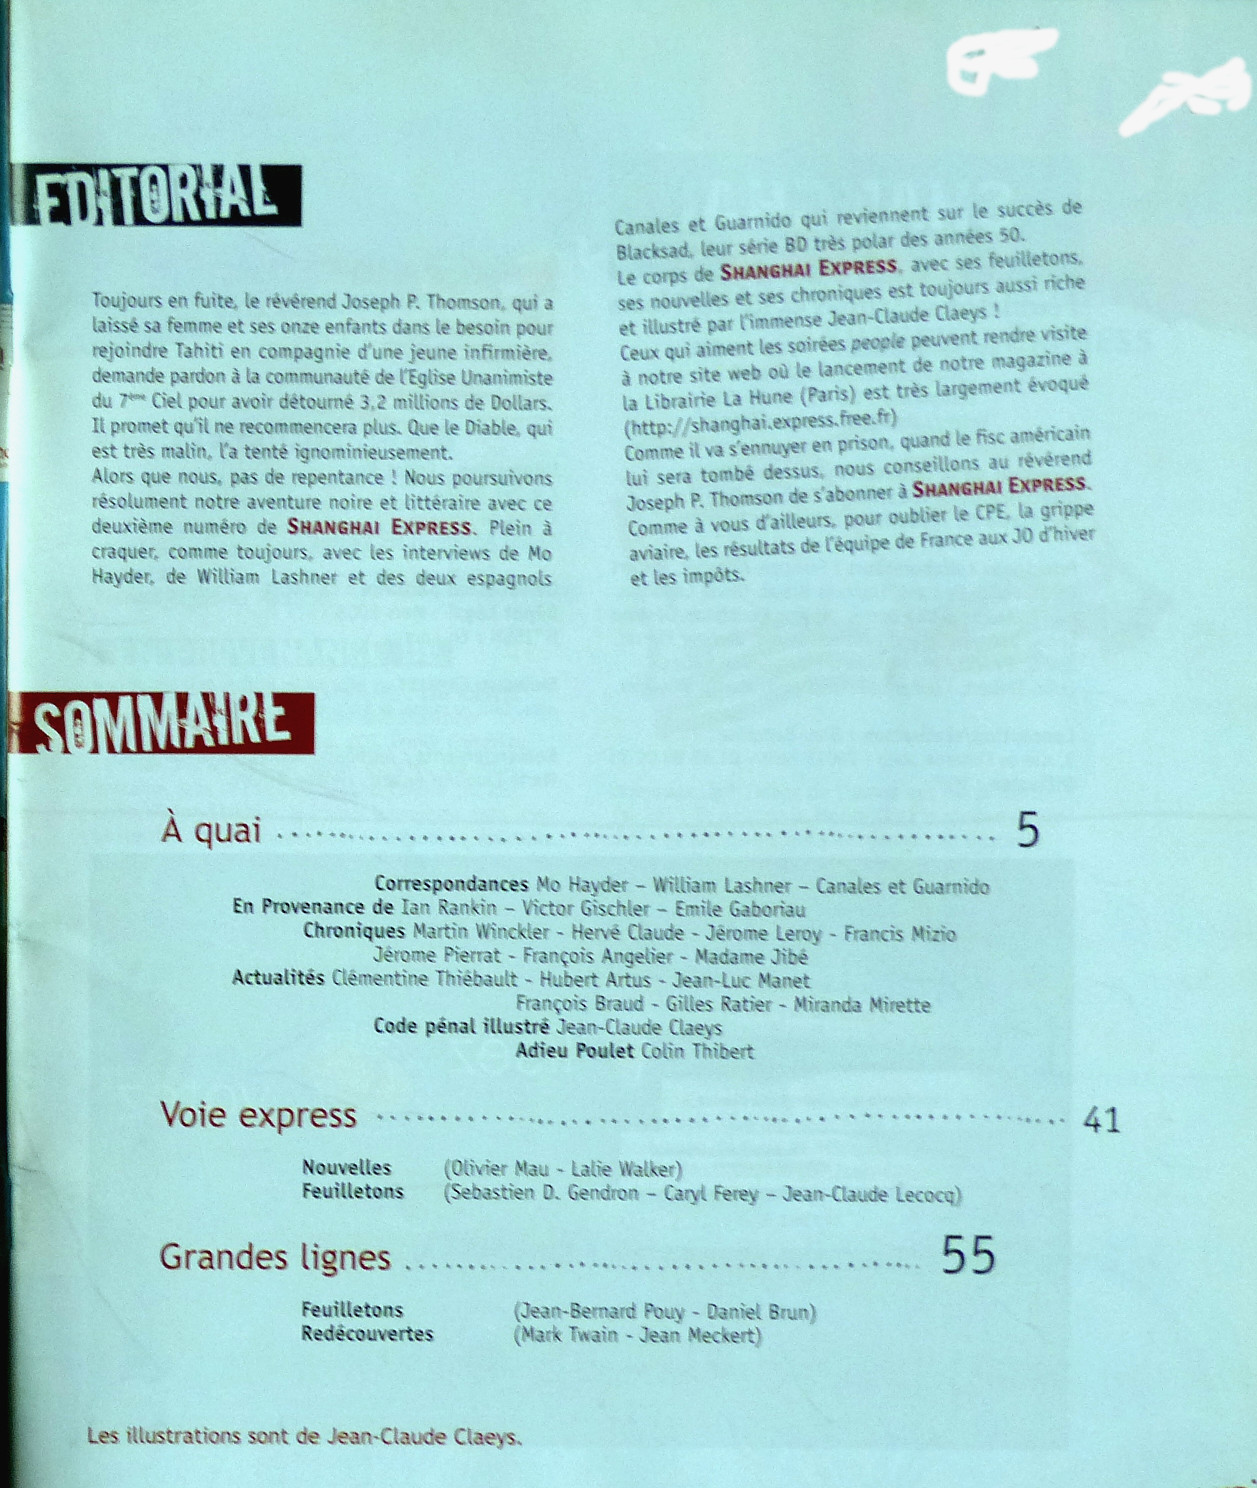 EDITORIAL
Toujours en fuite, le révérend Joseph P. Thomson, qui a
laissé sa femme et ses onze enfants dans le besoin pour
rejoindre Tahiti en compagnie d'une jeune infirmière,
demande pardon à la communauté de l'Eglise Unanimiste
du 7ème Ciel pour avoir détourné 3,2 millions de Dollars.
Il promet qu'il ne recommencera plus. Que le Diable, qui
est très malin, l'a tenté ignominieusement.
Alors que nous, pas de repentance ! Nous poursuivons
résolument notre aventure noire et littéraire avec ce
deuxième numéro de SHANGHAI EXPRESS. Plein à
craquer, comme toujours, avec les interviews de Mo
Hayder, de William Lashner et des deux espagnols
Canales et Guarnido qui reviennent sur le succès de
Blacksad, leur série BD très polar des années 50.
Le corps de SHANGHAI EXPRESS, avec ses feuilletons,
ses nouvelles et ses chroniques est toujours aussi riche
et illustré par l'immense Jean-Claude Claeys !
Ceux qui aiment les soirées people peuvent rendre visite
à notre site web où le lancement de notre magazine à
la Librairie La Hune (Paris) est très largement évoqué
(http://shanghai.express.free.fr)
Comme il va s'ennuyer en prison, quand le fisc américain
lui sera tombé dessus, nous conseillons au révérend
Joseph P. Thomson de s'abonner à SHANGHAI EXPRESS.
Comme à vous d'ailleurs, pour oublier le CPE, la grippe
aviaire, les résultats de l'équipe de France aux JO d'hiver
et les impôts.
SOMMAIRE
À quai 5
Correspondances Mo Hayder – William Lashner – Canales et Guarnido
En Provenance de Ian Rankin – Victor Gischler – Emile Gaboriau
Chroniques Martin Winckler - Hervé Claude - Jérome Leroy - Francis Mizio
Jérome Pierrat - François Angelier - Madame Jibé
Actualités Clémentine Thiébault - Hubert Artus - Jean-Luc Manet
François Braud - Gilles Ratier - Miranda Mirette
Code pénal illustré Jean-Claude Claeys
Adieu Poulet Colin Thibert
Voie express 41
Nouvelles (Olivier Mau - Lalie Walker)
Feuilletons (Sebastien D. Gendron – Caryl Ferey – Jean-Claude Lecocq)
Grandes lignes 55
Feuilletons (Jean-Bernard Pouy - Daniel Brun)
Redécouvertes (Mark Twain - Jean Meckert)
Les illustrations sont de Jean-Claude Claeys.